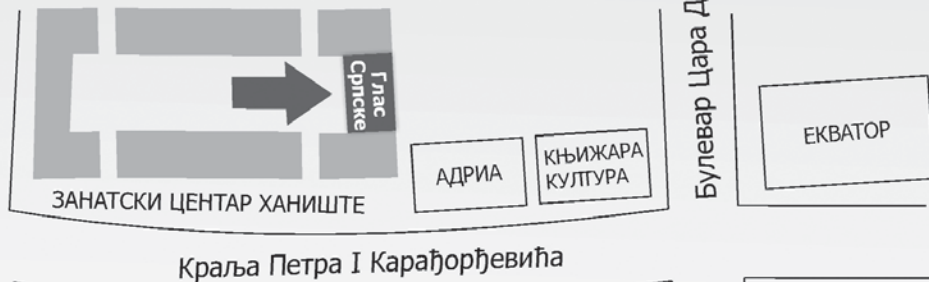 Глас
Српске
АДРИА
КЊИЖАРА
КУЛТУРА
ЕКВАТОР
ЗАНАТСКИ ЦЕНТАР ХАНИШТЕ
Булевар Цара
Краља Петра I Карађорђевића